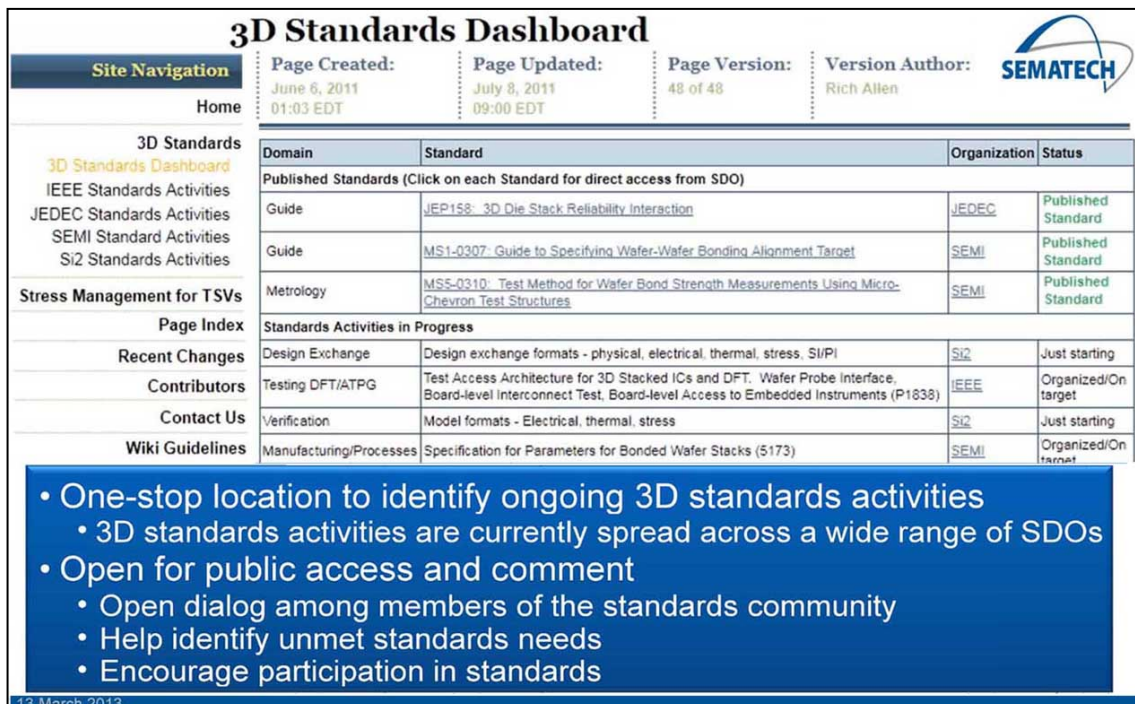 3D Standards Dashboard
SEMATECH
Site Navigation
Home
3D Standards
3D Standards Dashboard
IEEE Standards Activities
JEDEC Standards Activities
SEMI Standard Activities
Si2 Standards Activities
Stress Management for TSVs
Page Index
Recent Changes
Contributors
Contact Us
Wiki Guidelines
Page Created:
June 6, 2011
01:03 EDT
Page Updated:
July 8, 2011
09:00 EDT
Page Version:
48 of 48
Version Author:
Rich Allen
Domain Standard Organization Status
Published Standards (Click on each Standard for direct access from SDO)
Guide JEP158: 3D Die Stack Reliability Interaction JEDEC Published
Standard
Guide MS1-0307: Guide to Specifying Wafer-Wafer Bonding Alignment Target SEMI Published
Standard
Metrology MS5-0310: Test Method for Wafer Bond Strength Measurements Using Micro- SEMI Published
Chevron Test Structures Standard
Standards Activities in Progress
Design Exchange Design exchange formats - physical, electrical, thermal, stress, SI/PI Si2 Just starting
Testing DFT/ATPG Test Access Architecture for 3D Stacked ICs and DFT. Wafer Probe Interface, IEEE Organized/On
Board-level Interconnect Test, Board-level Access to Embedded Instruments (P1838) target
Verification Model formats - Electrical, thermal, stress Si2 Just starting
Manufacturing/Processes Specification for Parameters for Bonded Wafer Stacks (5173) SEMI Organized/On
target
• One-stop location to identify ongoing 3D standards activities
• 3D standards activities are currently spread across a wide range of SDOs
• Open for public access and comment
• Open dialog among members of the standards community
• Help identify unmet standards needs
• Encourage participation in standards
13 March 2013